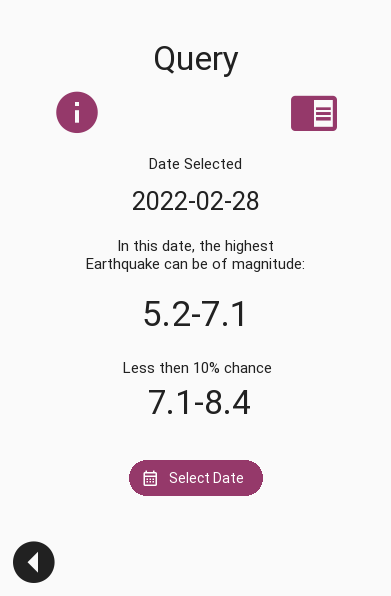 Query
Date Selected
2022-02-28
In this date, the highest
Earthquake can be of magnitude:
5.2-7.1
Less then 10% chance
7.1-8.4
Select Date